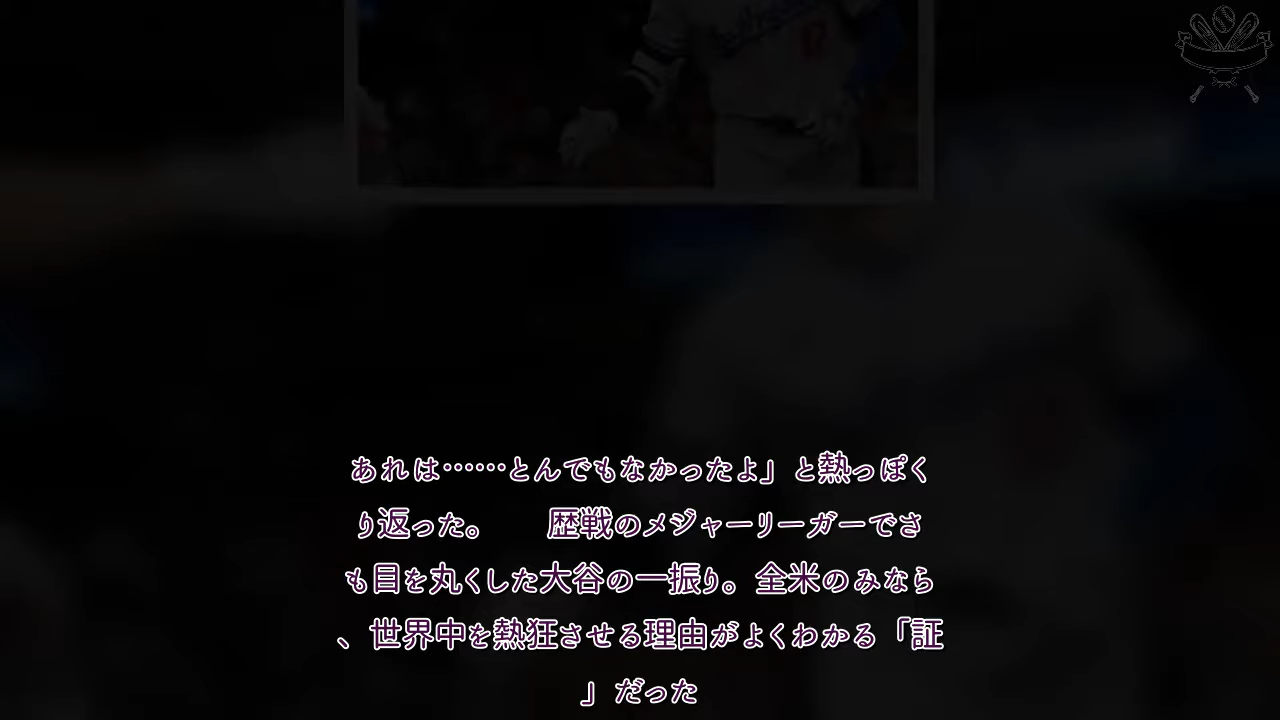 あれは……とんでもなかったよ」と熱っぽく
り返った。　　歴戦のメジャーリーガーでさ
も目を丸くした大谷の一振り。全米のみなら
、世界中を熱狂させる理由がよくわかる「証
」だった